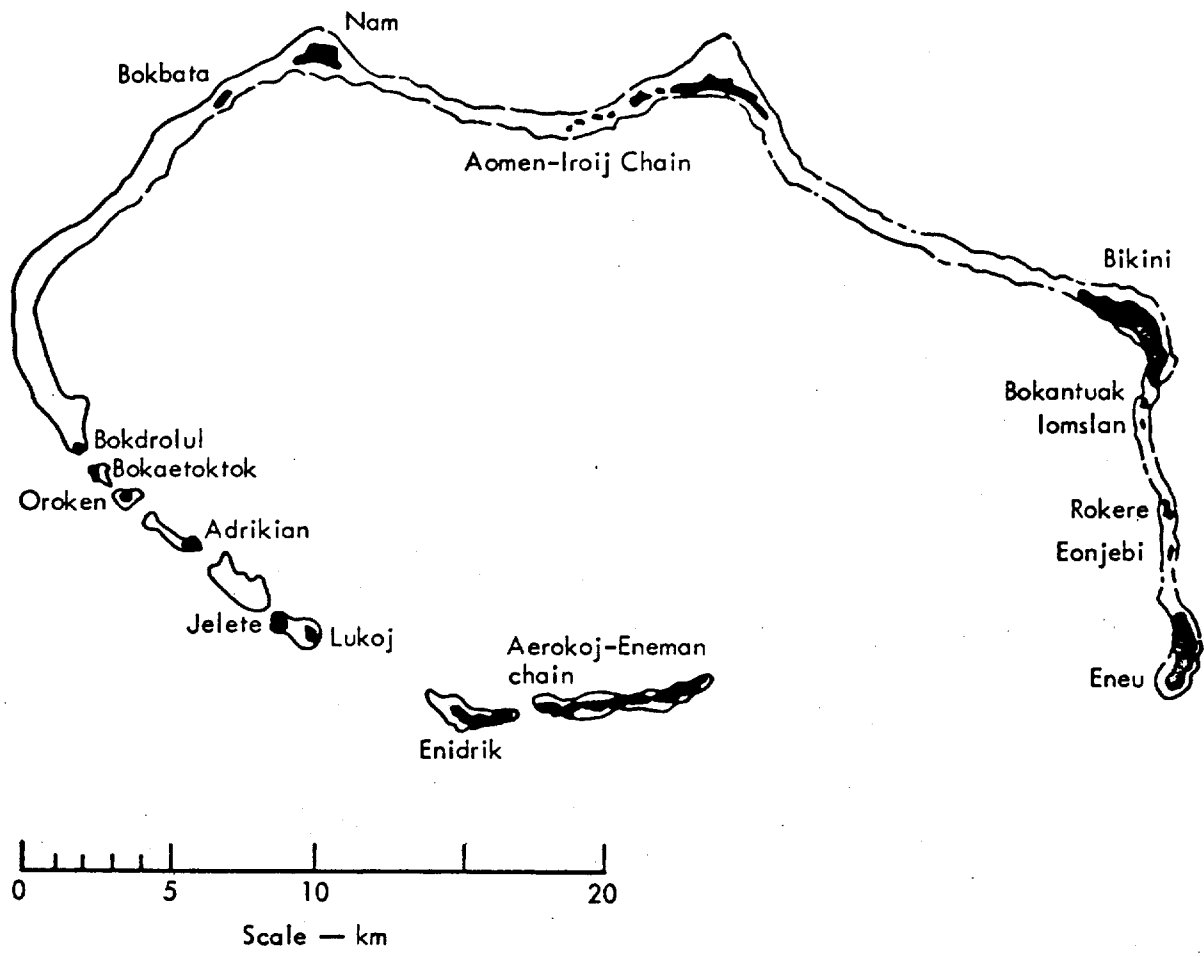 Nam
Bokbata
Aomen-Iroij Chain
Bikini
Bokantuak
Iomslan
Bokdrolul
Bokaetoktok
Oroken
Rokere
Adrikian
Eonjebi
Jelete
Lukoj
Aerokoj-Eneman
chain
Eneu
Enidrik
0 5 10 20
Scale — km